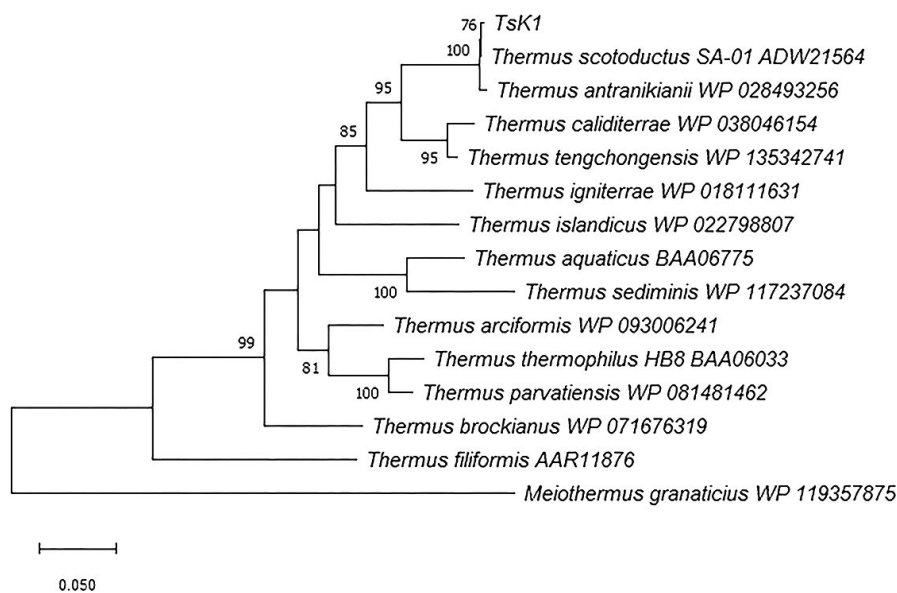 76 TsK1
100 Thermus scotoductus SA-01 ADW21564
95 Thermus antranikianii WP 028493256
Thermus caliditerrae WP 038046154
85
95 Thermus tengchongensis WP 135342741
Thermus igniterrae WP 018111631
Thermus islandicus WP 022798807
Thermus aquaticus BAA06775
100 Thermus sediminis WP 117237084
Thermus arciformis WP 093006241
99
81 Thermus thermophilus HB8 BAA06033
100 Thermus parvatiensis WP 081481462
Thermus brockianus WP 071676319
Thermus filiformis AAR11876
Meiothermus granaticius WP 119357875
0.050